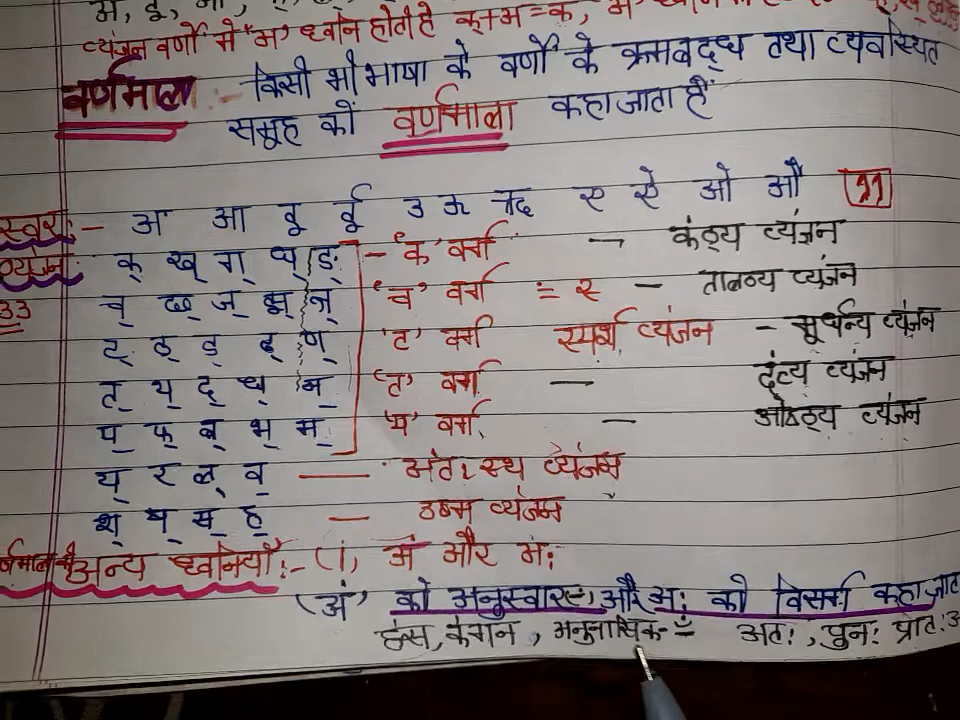 व्यंजन वर्णों में 'अ' ध्वनि होती है क्+अ=क,
वर्णमाला - किसी भी भाषा के वर्णों के क्रमबद्ध तथा व्यवस्थित
समूह को वर्णमाला कहा जाता है
स्वर :- अ आ इ ई उ ऊ ऋ ए ऐ ओ औ 11
व्यंजन क् ख् ग् घ् ङ् - 'क' वर्ग → कंठ्य व्यंजन
33 च् छ् ज् झ् ञ् 'च' वर्ग - तालव्य व्यंजन
ट् ठ् ड् ढ् ण् 'ट' वर्ग स्पर्श व्यंजन - मूर्धन्य व्यंजन
त् थ् द् ध् न् 'त' वर्ग — दंत्य व्यंजन
प् फ् ब् भ् म् 'प' वर्ग — ओष्ठ्य व्यंजन
य् र ल् व् — अंतःस्थ व्यंजन
श् ष् स् ह् — उष्म व्यंजन
अन्य ध्वनियाँ :- (1) अं और अः
'अं' को अनुस्वार और अः को विसर्ग कहा जाता
हंस, कंगन, अनुनासिक = ँ अतः, पुनः प्रातः